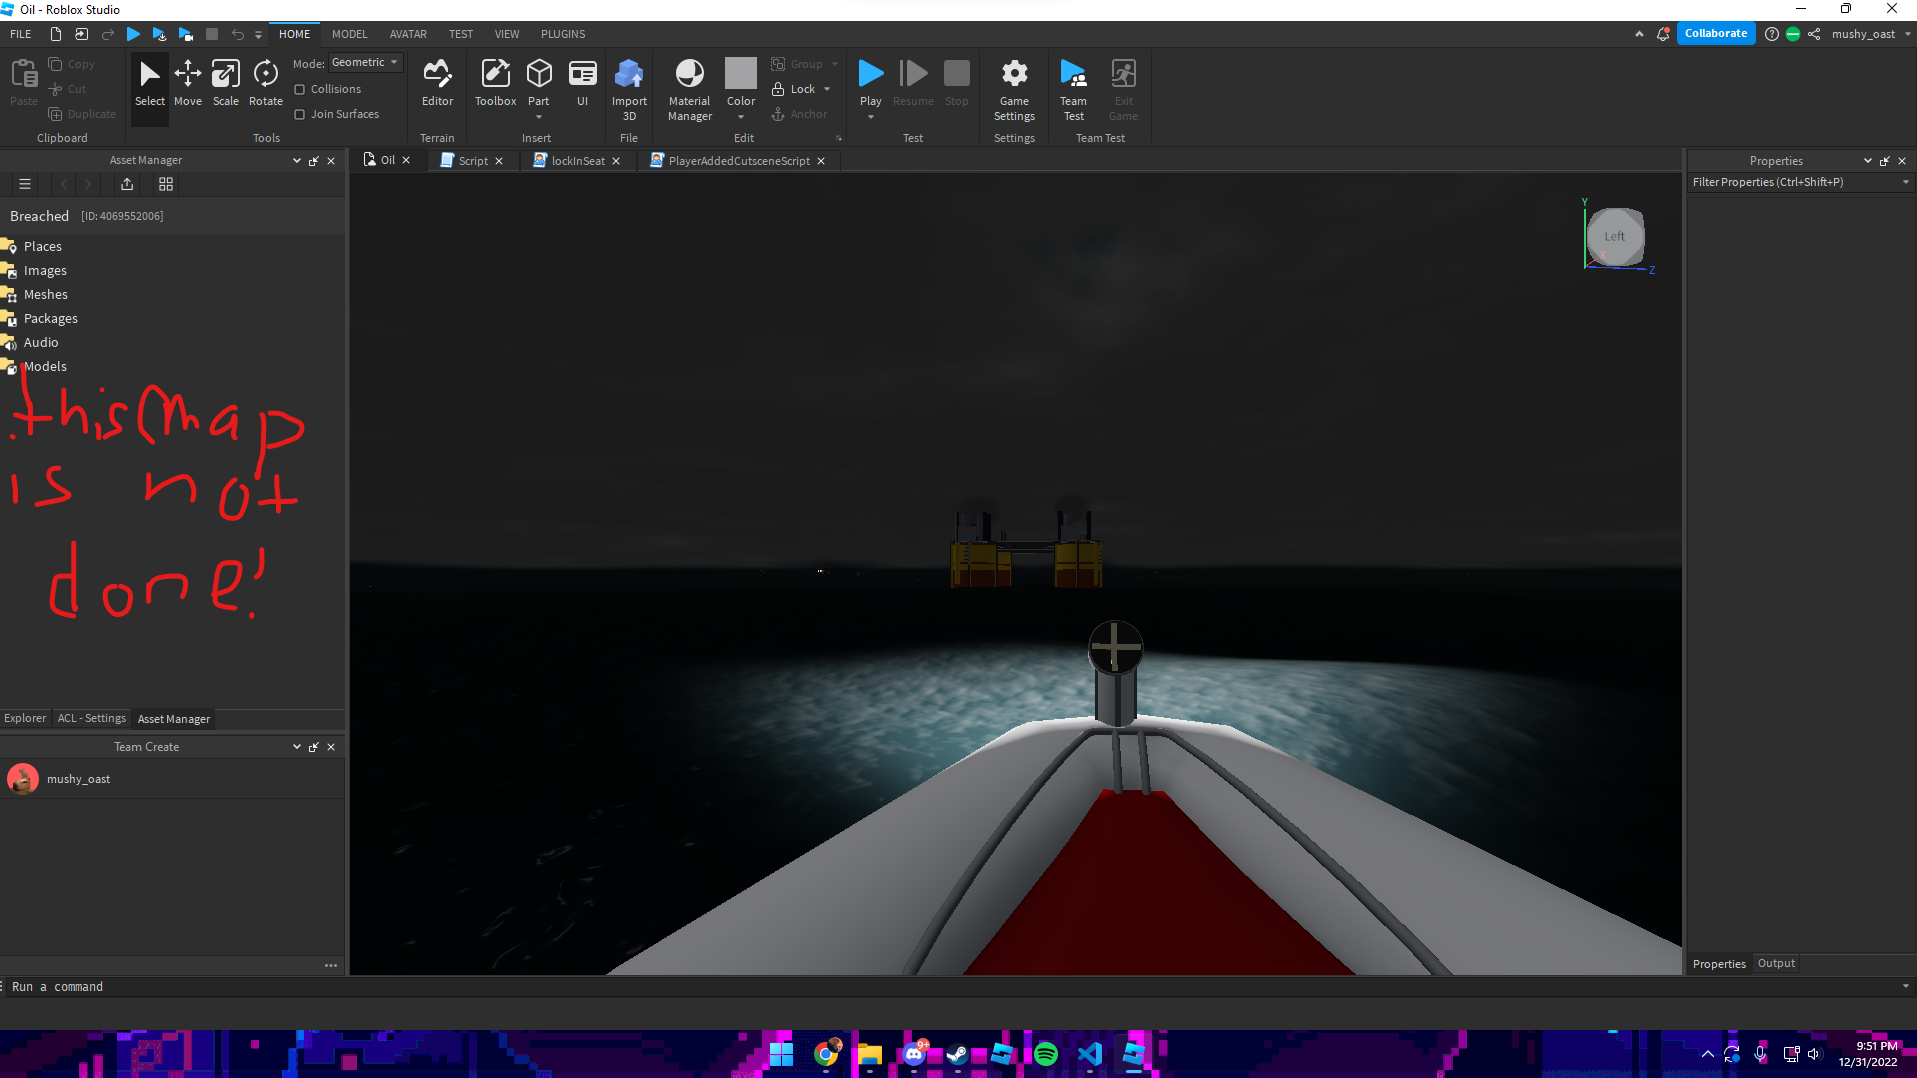 Oil - Roblox Studio
FILE HOME MODEL AVATAR TEST VIEW PLUGINS Collaborate mushy_oast
Paste Copy Cut Duplicate Clipboard
Select Move Scale Rotate Mode: Geometric Collisions Join Surfaces Tools
Editor Terrain
Toolbox Part UI Insert
Import 3D File
Material Manager Color Group Lock Anchor Edit
Play Resume Stop Test
Game Settings Settings
Team Test Exit Game Team Test
Asset Manager
Oil Script lockInSeat PlayerAddedCutsceneScript
Properties
Filter Properties (Ctrl+Shift+P)
Breached [ID: 4069552006]
Places
Images
Meshes
Packages
Audio
Models
this map
is not
done!
Y
Left
X
Z
Explorer ACL - Settings Asset Manager
Team Create
mushy_oast
Properties Output
Run a command
9+
9:51 PM
12/31/2022